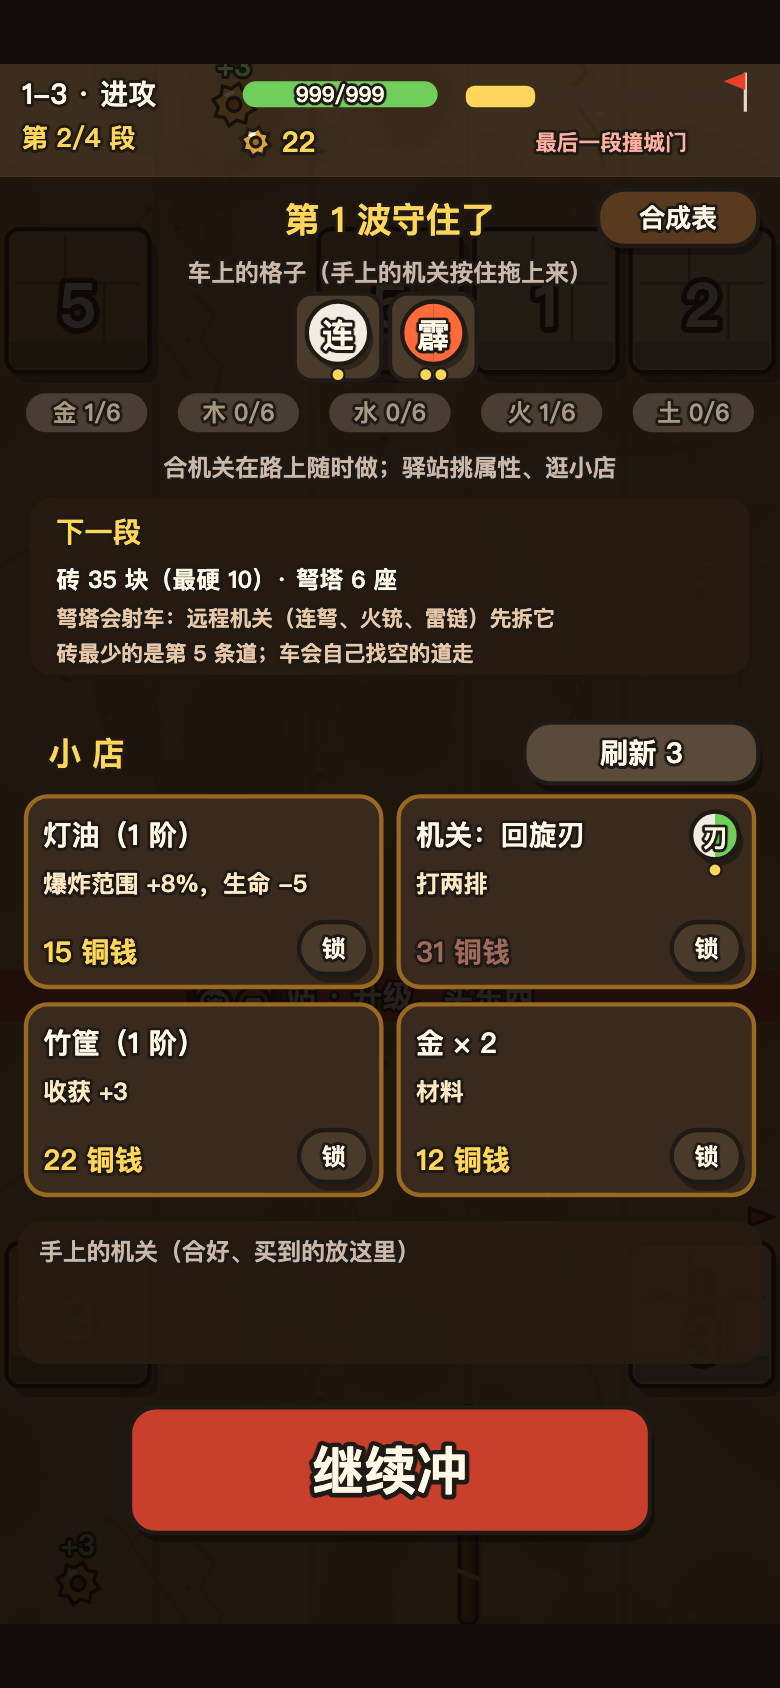 +3
1-3 · 进攻
999/999
第 2/4 段
22
最后一段撞城门
第 1 波守住了
合成表
车上的格子（手上的机关按住拖上来）
5
1
2
连
霹
金 1/6
木 0/6
水 0/6
火 1/6
土 0/6
合机关在路上随时做；驿站挑属性、逛小店
下一段
砖 35 块（最硬 10）· 弩塔 6 座
弩塔会射车：远程机关（连弩、火铳、雷链）先拆它
砖最少的是第 5 条道；车会自己找空的道走
小 店
刷新 3
灯油（1 阶）
爆炸范围 +8%，生命 -5
15 铜钱
锁
机关：回旋刃
刃
打两排
31 铜钱
锁
竹筐（1 阶）
收获 +3
22 铜钱
锁
金 × 2
材料
12 铜钱
锁
手上的机关（合好、买到的放这里）
8
继续冲
+3